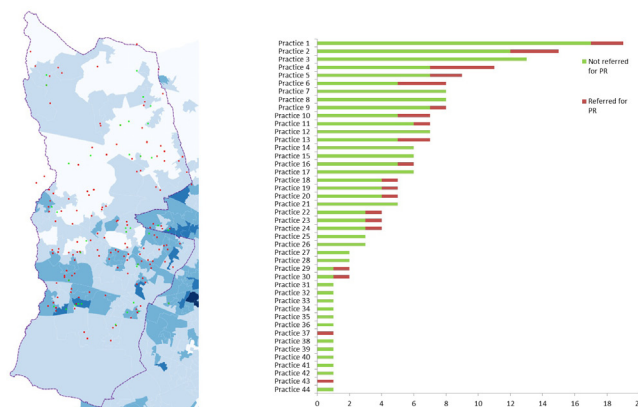 Practice 1
Practice 2
Practice 3
Practice 4
Practice 5
Practice 6
Practice 7
Practice 8
Practice 9
Practice 10
Practice 11
Practice 12
Practice 13
Practice 14
Practice 15
Practice 16
Practice 17
Practice 18
Practice 19
Practice 20
Practice 21
Practice 22
Practice 23
Practice 24
Practice 25
Practice 26
Practice 27
Practice 28
Practice 29
Practice 30
Practice 31
Practice 32
Practice 33
Practice 34
Practice 35
Practice 36
Practice 37
Practice 38
Practice 39
Practice 40
Practice 41
Practice 42
Practice 43
Practice 44
Not referred
for PR
Referred for
PR
0 2 4 6 8 10 12 14 16 18